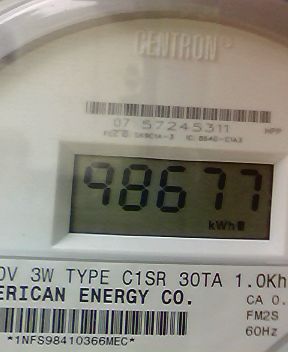 CENTRON®
07 57245311
HPP
98677
kWh
0V 3W TYPE C1SR 30TA 1.0Kh
ERICAN ENERGY CO.
CA 0.
FM2S
60Hz
*1NFS98410366MEC*